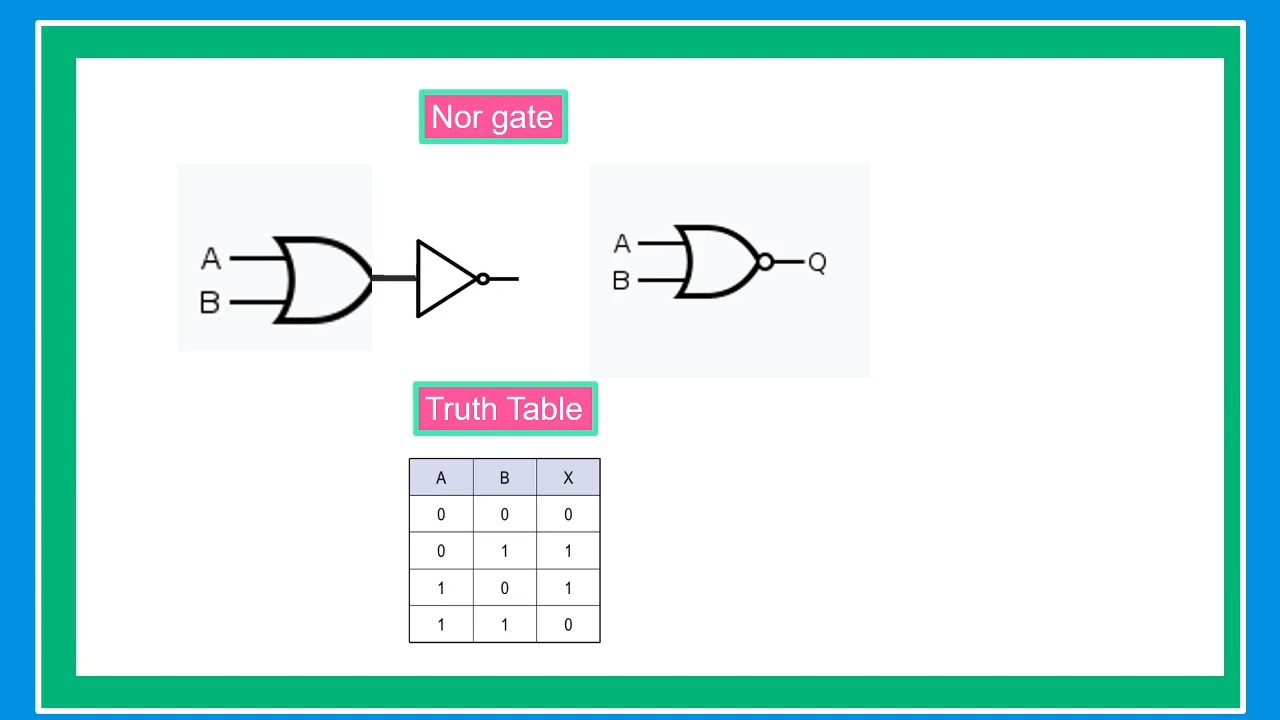 Nor gate
A
B
A
B
Q
Truth Table
A B X
0 0 0
0 1 1
1 0 1
1 1 0